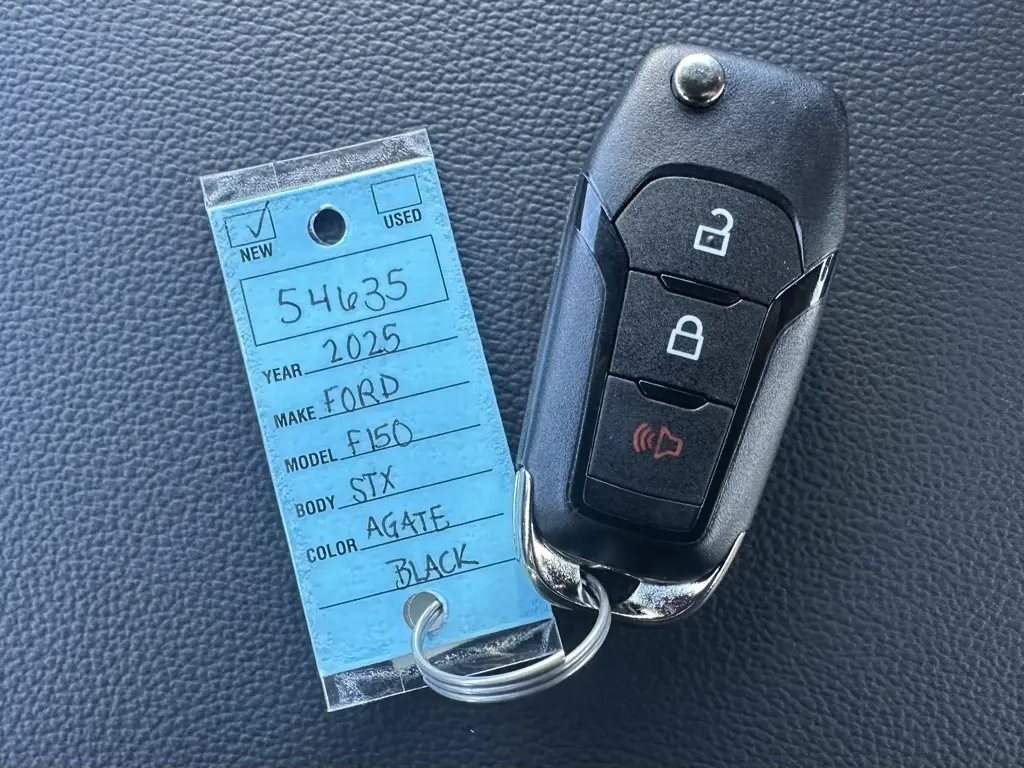 NEW USED
54635
YEAR 2025
MAKE FORD
MODEL F150
BODY STX
COLOR AGATE
BLACK